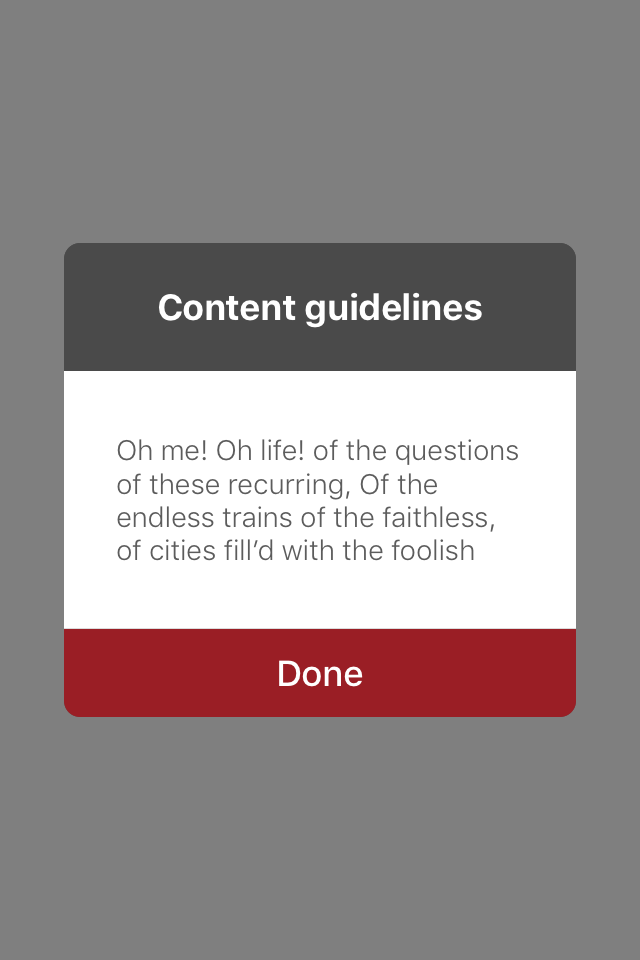 Content guidelines
Oh me! Oh life! of the questions
of these recurring, Of the
endless trains of the faithless,
of cities fill’d with the foolish
Done